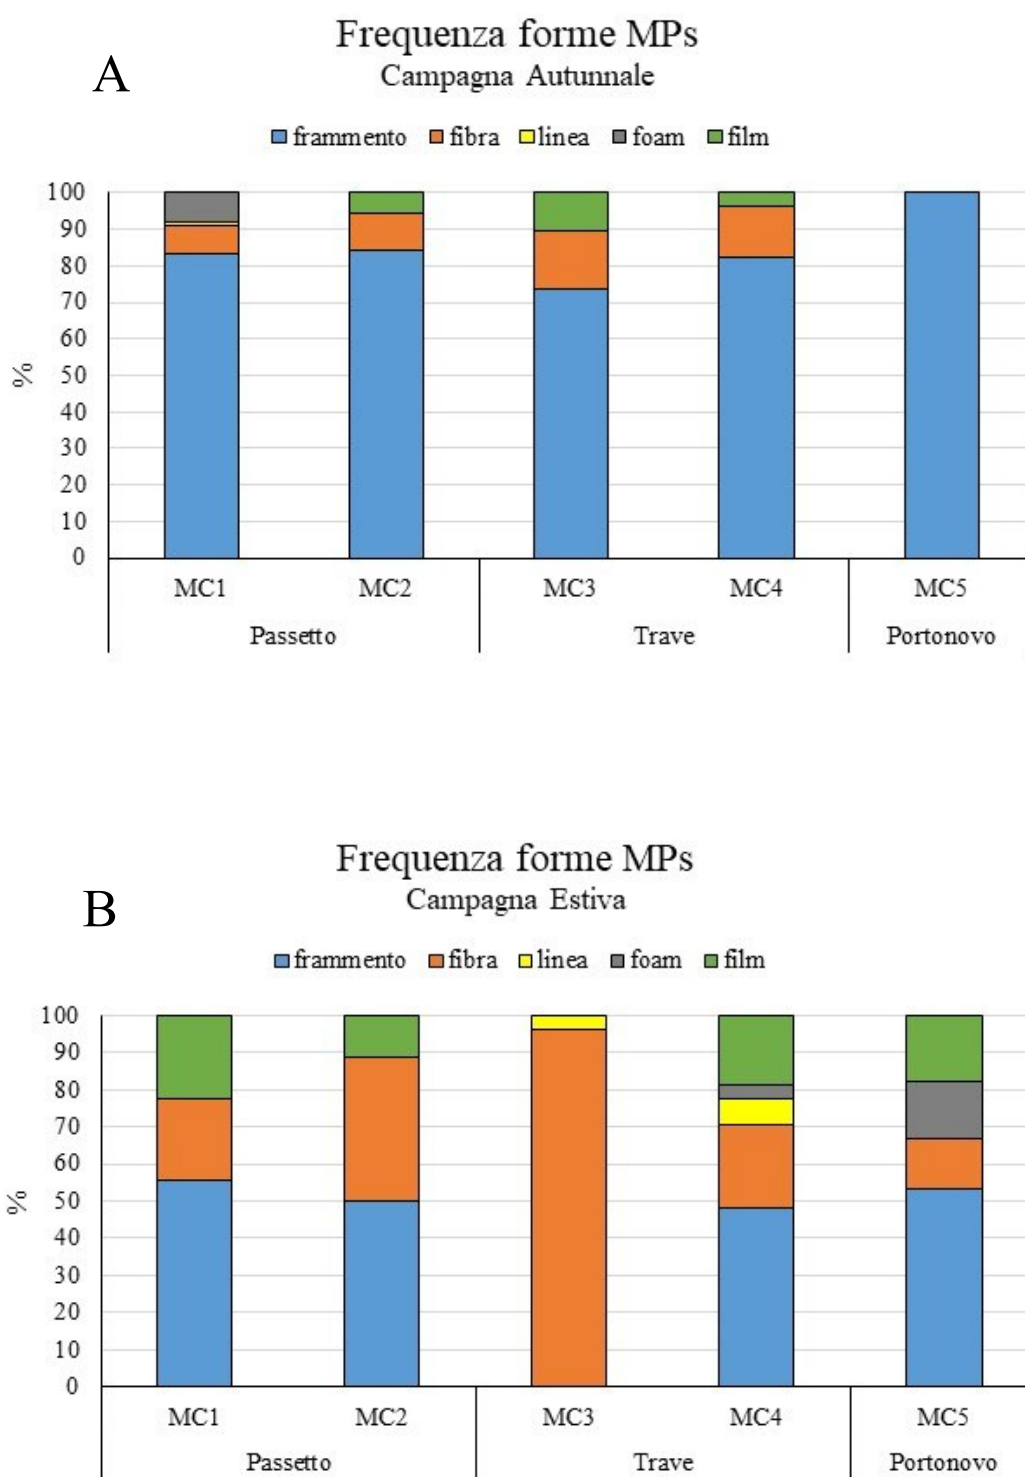 Frequenza forme MPs
A
Campagna Autunnale
frammento fibra linea foam film
100
90
80
70
60
50
40
30
20
10
0
%
MC1 MC2 MC3 MC4 MC5
Passetto Trave Portonovo
Frequenza forme MPs
B
Campagna Estiva
frammento fibra linea foam film
100
90
80
70
60
50
40
30
20
10
0
%
MC1 MC2 MC3 MC4 MC5
Passetto Trave Portonovo